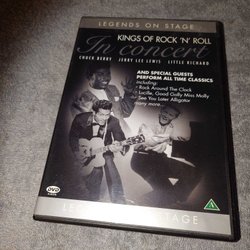 LEGENDS ON STAGE
KINGS OF ROCK 'N' ROLL
In concert
CHUCK BERRY JERRY LEE LEWIS LITTLE RICHARD
AND SPECIAL GUESTS
PERFORM ALL TIME CLASSICS
including:
• Rock Around The Clock
• Lucille, Good Golly Miss Molly
• See You Later Alligator
many more...
DVD
LEGENDS ON STAGE